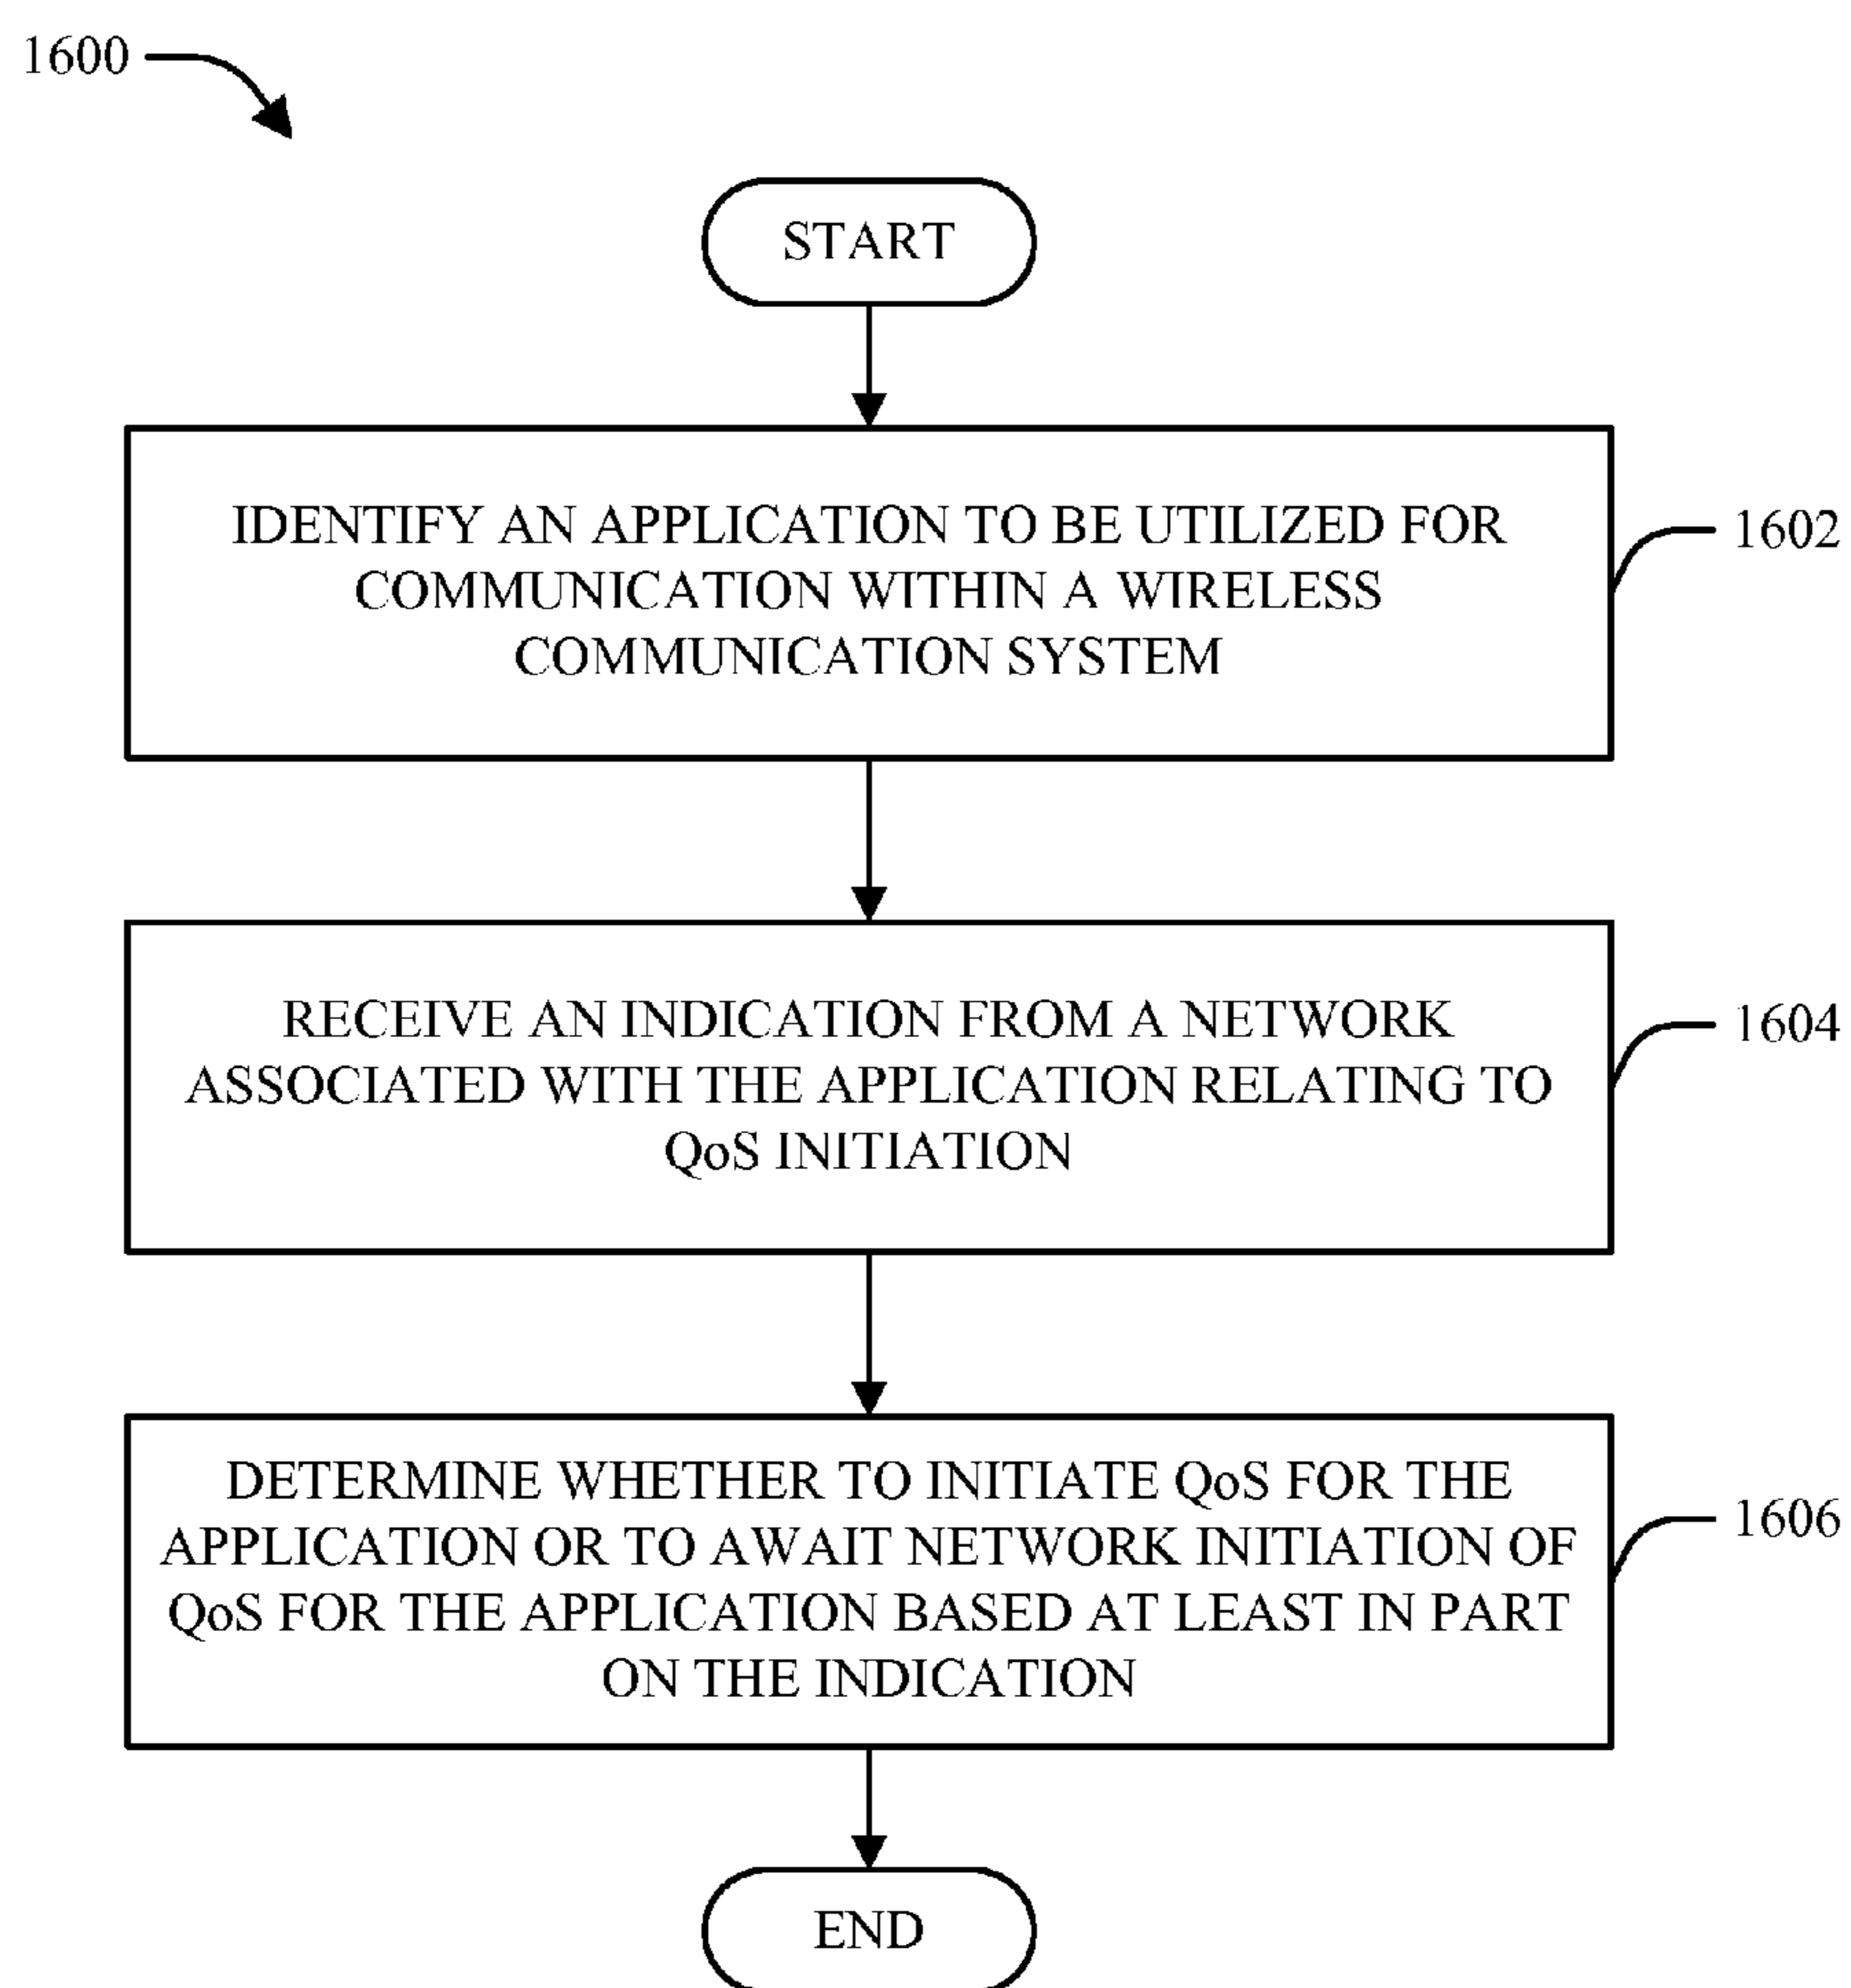 1600
START
IDENTIFY AN APPLICATION TO BE UTILIZED FOR
COMMUNICATION WITHIN A WIRELESS
COMMUNICATION SYSTEM
1602
RECEIVE AN INDICATION FROM A NETWORK
ASSOCIATED WITH THE APPLICATION RELATING TO
QoS INITIATION
1604
DETERMINE WHETHER TO INITIATE QoS FOR THE
APPLICATION OR TO AWAIT NETWORK INITIATION OF
QoS FOR THE APPLICATION BASED AT LEAST IN PART
ON THE INDICATION
1606
END